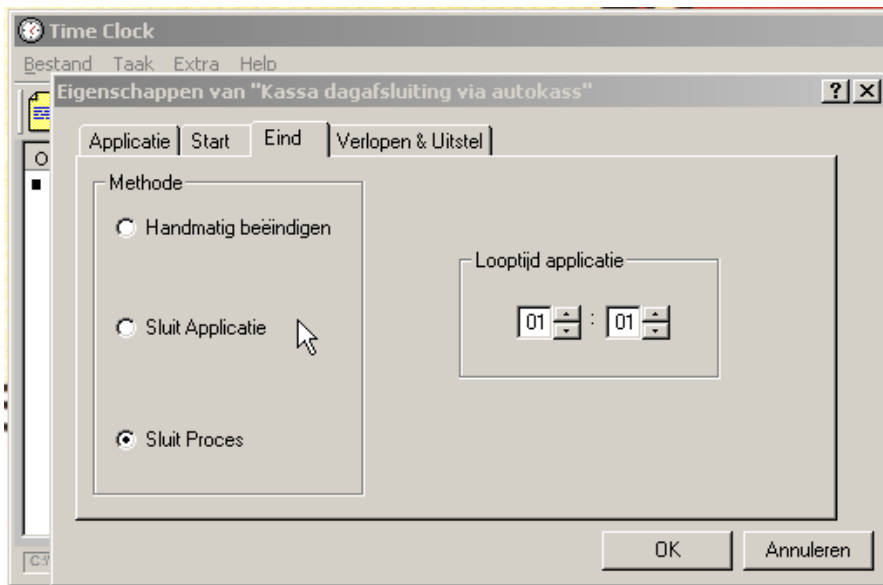 Time Clock
Bestand Taak Extra Help
Eigenschappen van "Kassa dagafsluiting via autokass"
Applicatie Start Eind Verlopen & Uitstel
O
Methode
Handmatig beëindigen
Looptijd applicatie
01 : 01
Sluit Applicatie
Sluit Proces
OK Annuleren